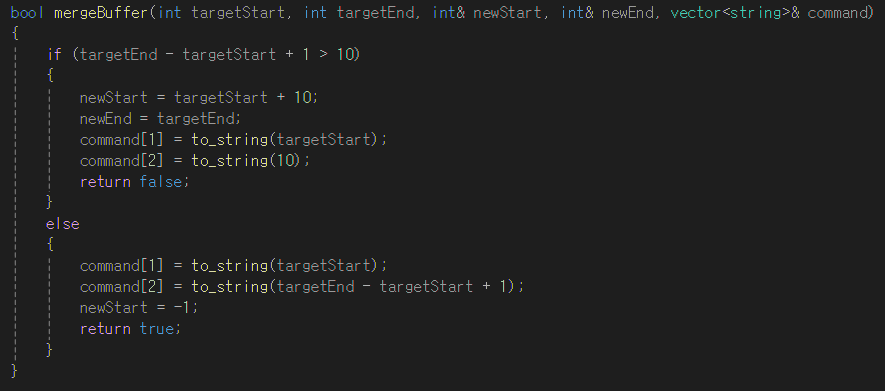 bool mergeBuffer(int targetStart, int targetEnd, int& newStart, int& newEnd, vector<string>& command)
{
if (targetEnd - targetStart + 1 > 10)
{
newStart = targetStart + 10;
newEnd = targetEnd;
command[1] = to_string(targetStart);
command[2] = to_string(10);
return false;
}
else
{
command[1] = to_string(targetStart);
command[2] = to_string(targetEnd - targetStart + 1);
newStart = -1;
return true;
}
}